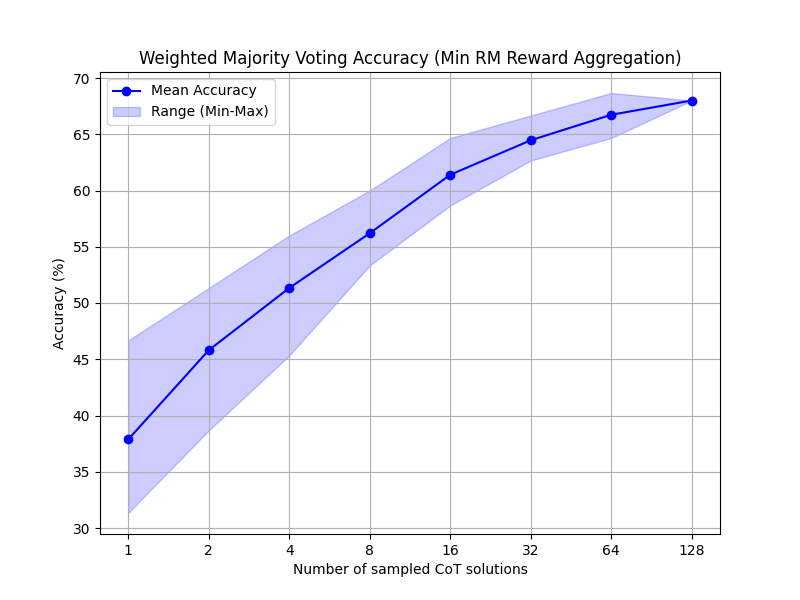 Weighted Majority Voting Accuracy (Min RM Reward Aggregation)
Mean Accuracy
Range (Min-Max)
Accuracy (%)
70
65
60
55
50
45
40
35
30
1 2 4 8 16 32 64 128
Number of sampled CoT solutions